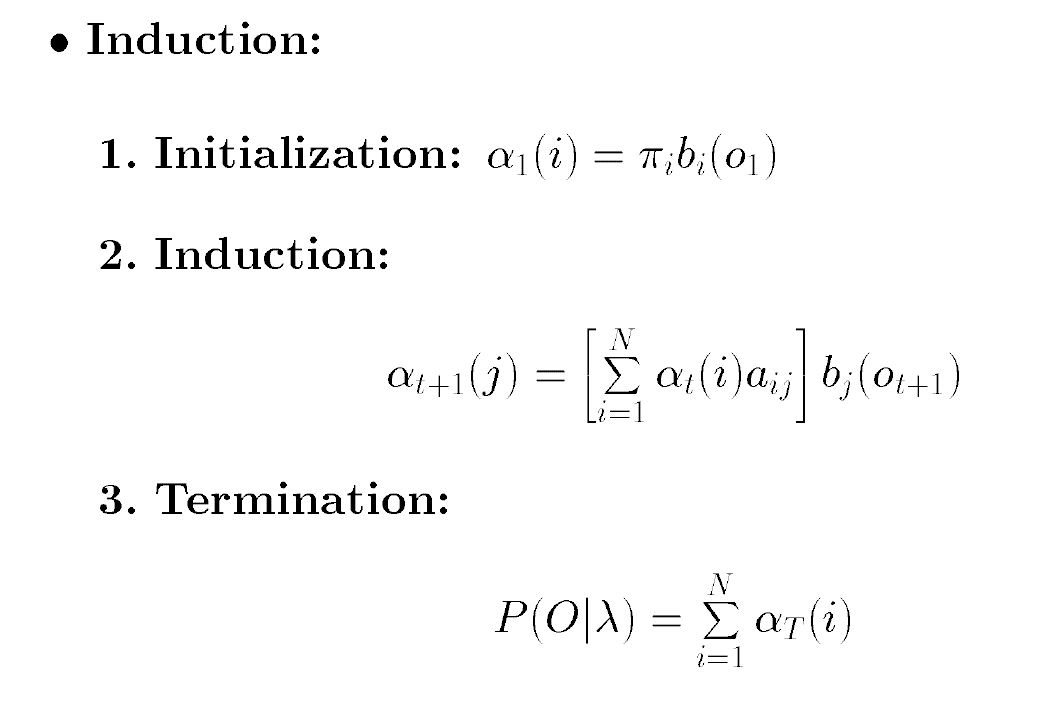 • Induction:
1. Initialization: α₁(i) = πᵢbᵢ(o₁)
2. Induction:
αₜ₊₁(j) = [∑ᵢ₌₁ᴺ αₜ(i)aᵢⱼ] bⱼ(oₜ₊₁)
3. Termination:
P(O|λ) = ∑ᵢ₌₁ᴺ α_T(i)